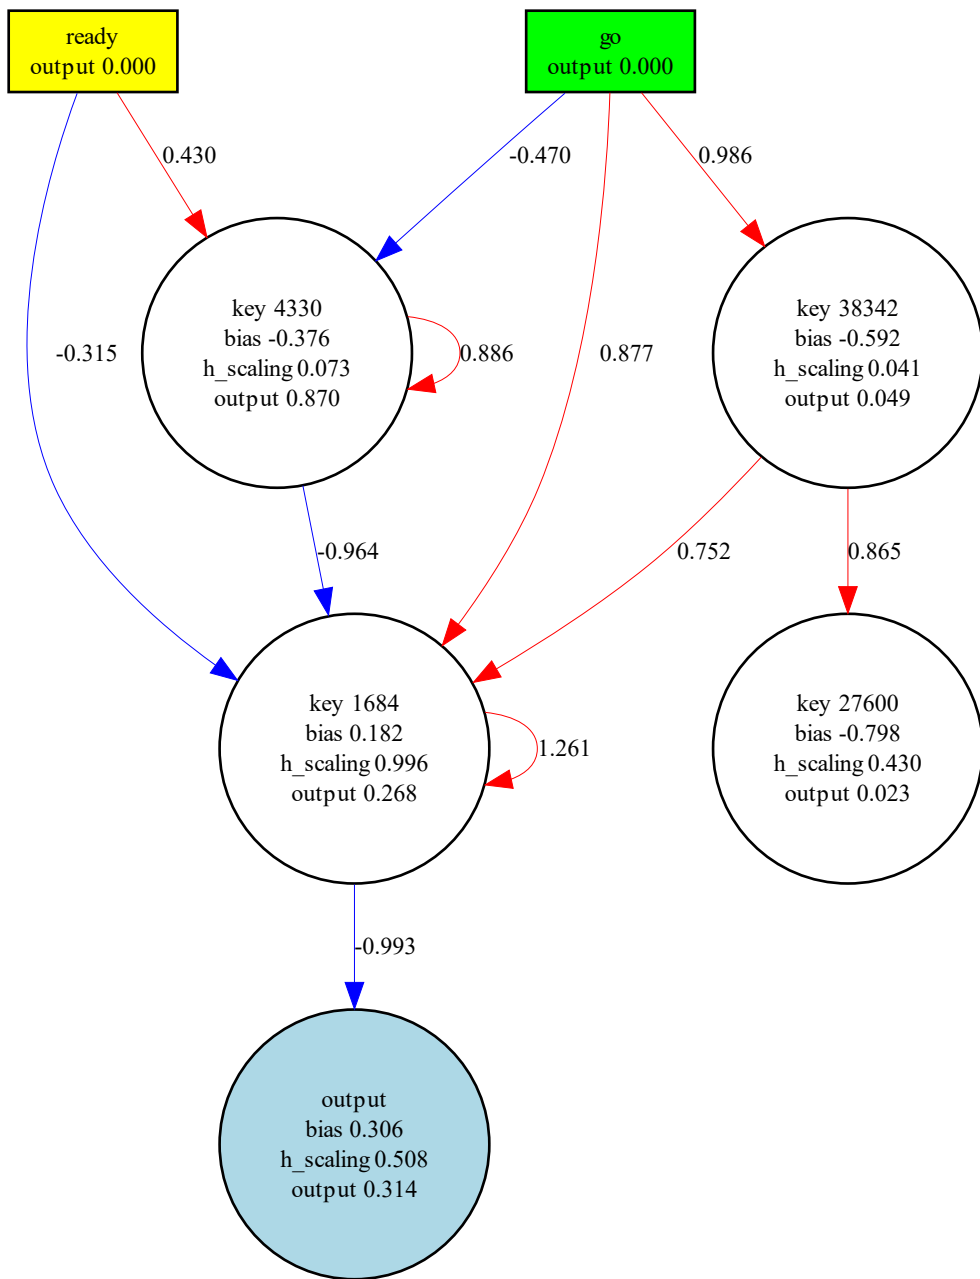 ready
output 0.000
go
output 0.000
0.430
-0.470
0.986
key 4330
bias -0.376
h_scaling 0.073
output 0.870
key 38342
bias -0.592
h_scaling 0.041
output 0.049
-0.315
0.886
0.877
-0.964
0.752
0.865
key 1684
bias 0.182
h_scaling 0.996
output 0.268
1.261
key 27600
bias -0.798
h_scaling 0.430
output 0.023
-0.993
output
bias 0.306
h_scaling 0.508
output 0.314